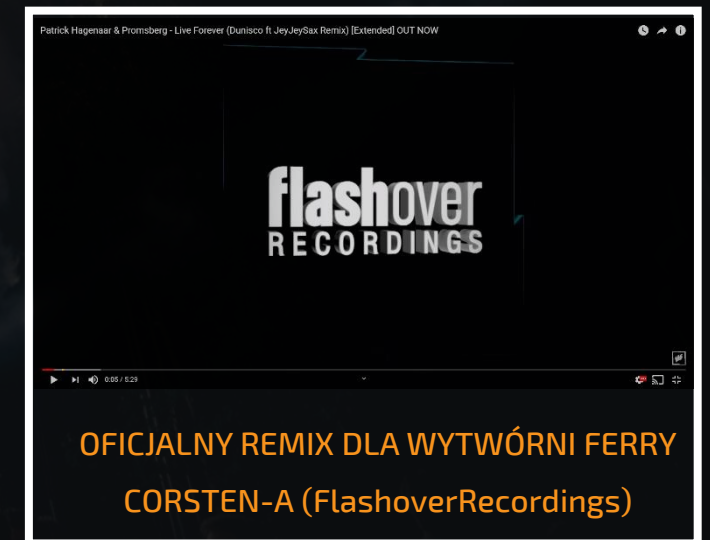 Patrick Hagenaar & Promsberg - Live Forever (Dunisco ft JeyJeySax Remix) [Extended] OUT NOW
flashover
RECORDINGS
0:05 / 5:29
OFICJALNY REMIX DLA WYTWÓRNI FERRY
CORSTEN-A (FlashoverRecordings)